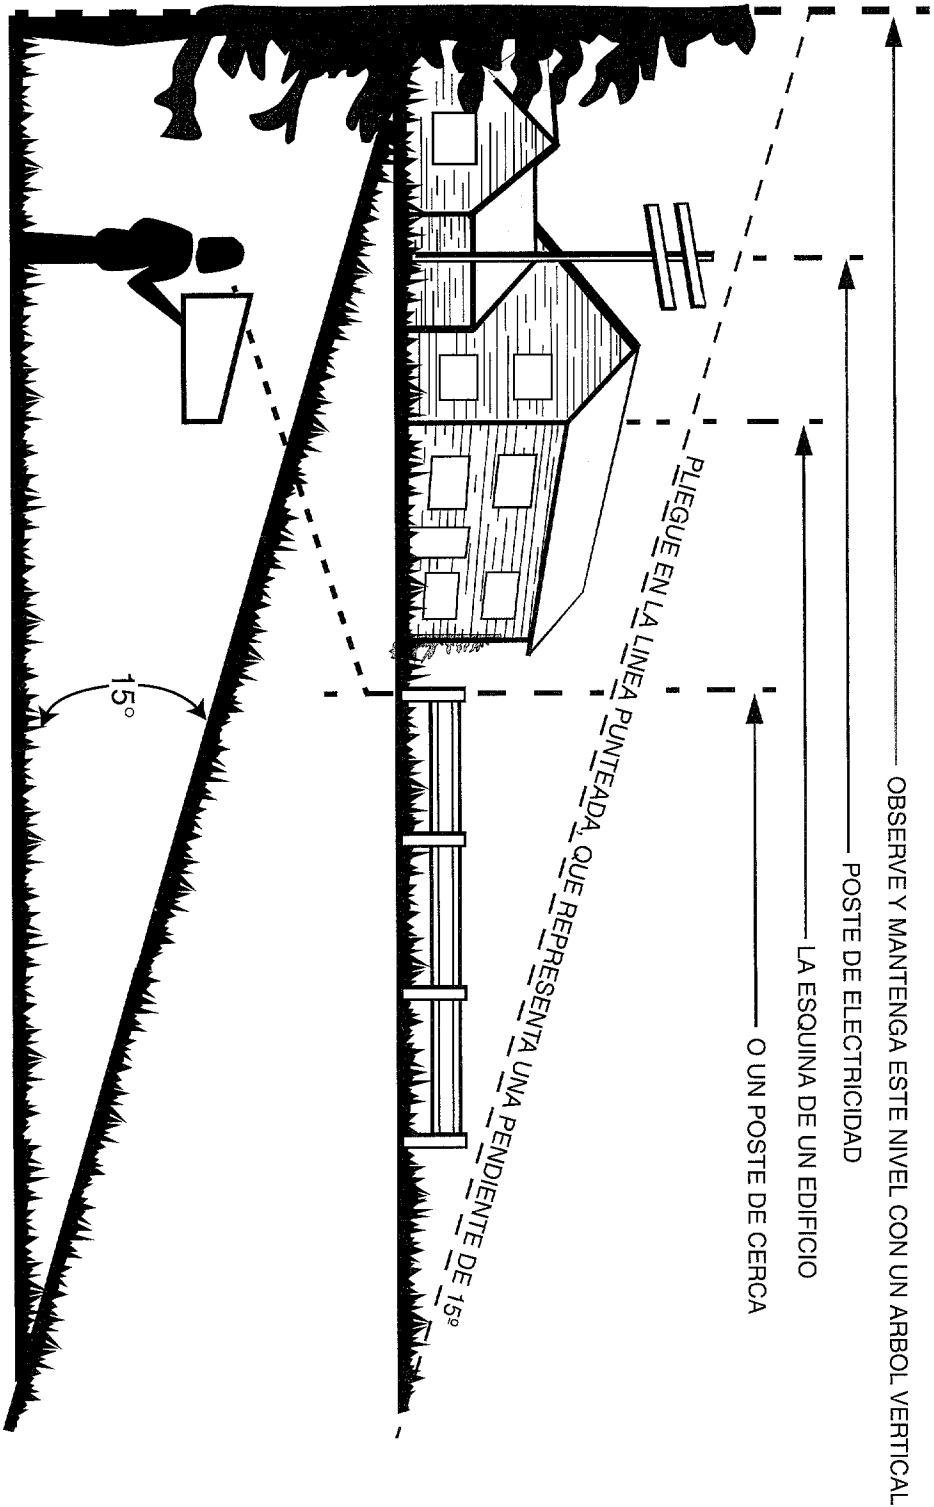 OBSERVE Y MANTENGA ESTE NIVEL CON UN ARBOL VERTICAL
POSTE DE ELECTRICIDAD
LA ESQUINA DE UN EDIFICIO
O UN POSTE DE CERCA
PLIEGUE EN LA LINEA PUNTEADA, QUE REPRESENTA UNA PENDIENTE DE 15º
15°